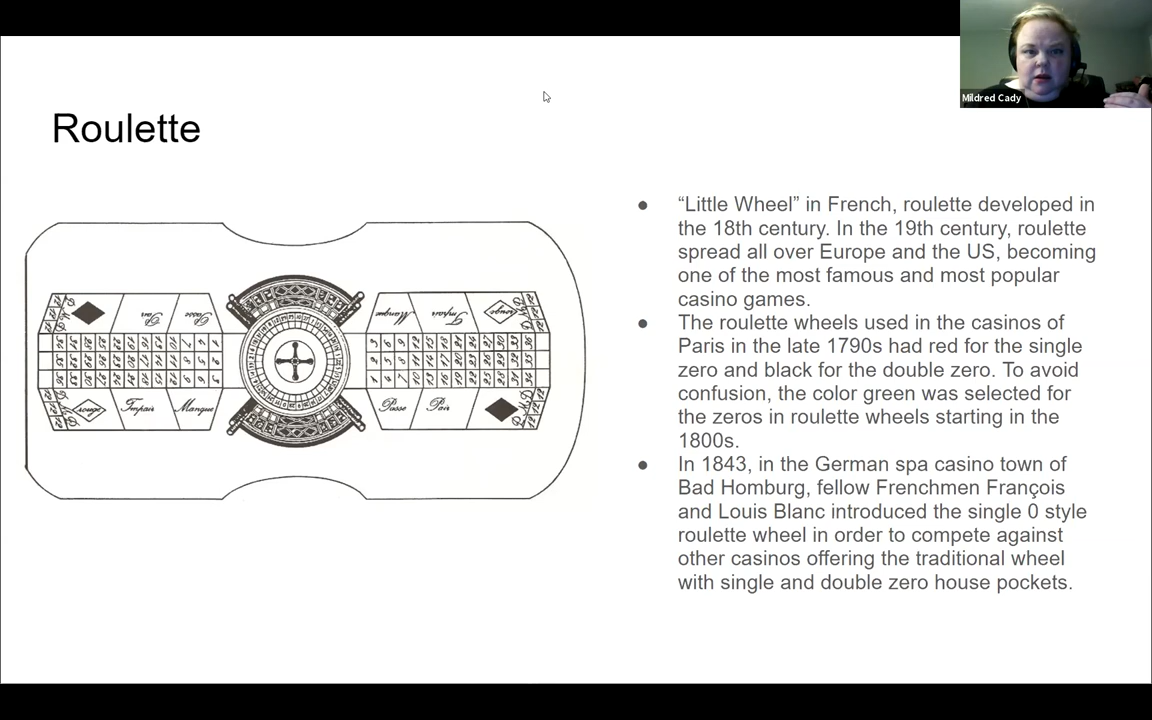 Mildred Cady
Roulette
Passe
Pair
Manque
Impair
rouge
rouge
Impair
Manque
Passe
Pair
● “Little Wheel” in French, roulette developed in
the 18th century. In the 19th century, roulette
spread all over Europe and the US, becoming
one of the most famous and most popular
casino games.
● The roulette wheels used in the casinos of
Paris in the late 1790s had red for the single
zero and black for the double zero. To avoid
confusion, the color green was selected for
the zeros in roulette wheels starting in the
1800s.
● In 1843, in the German spa casino town of
Bad Homburg, fellow Frenchmen François
and Louis Blanc introduced the single 0 style
roulette wheel in order to compete against
other casinos offering the traditional wheel
with single and double zero house pockets.